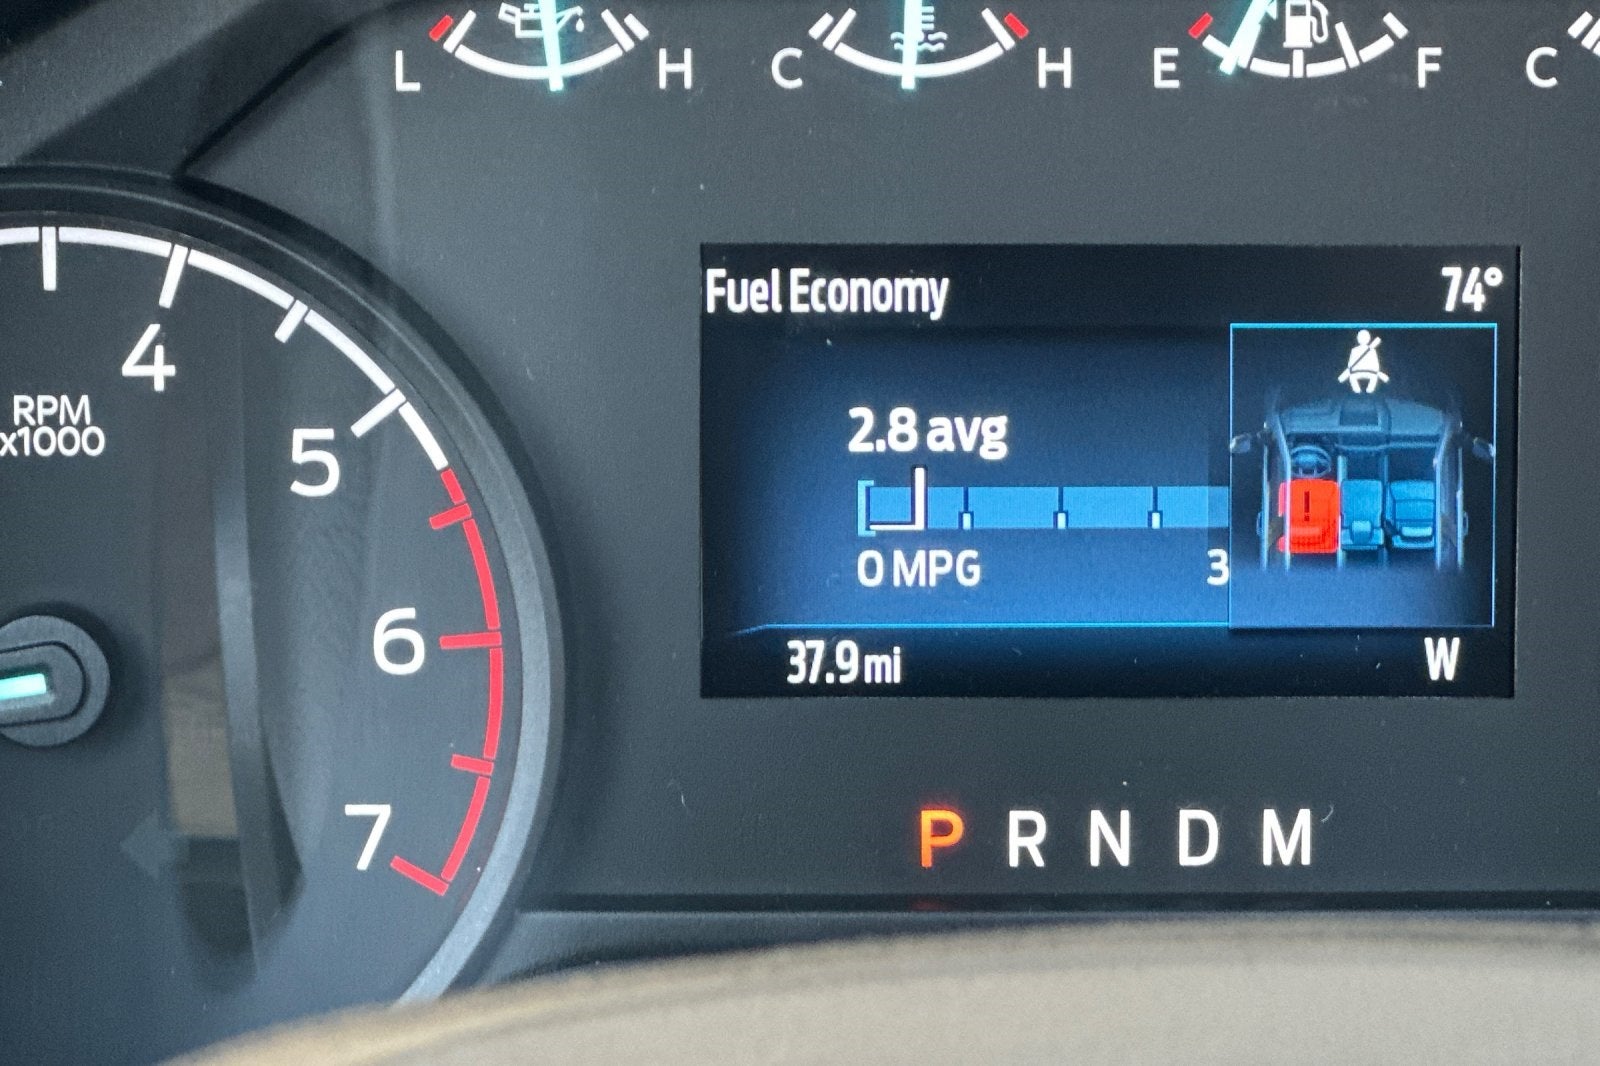 L H C H E F C
Fuel Economy 74°
4
RPM
x1000
5
2.8 avg
0 MPG 3
6
37.9 mi W
7
P R N D M